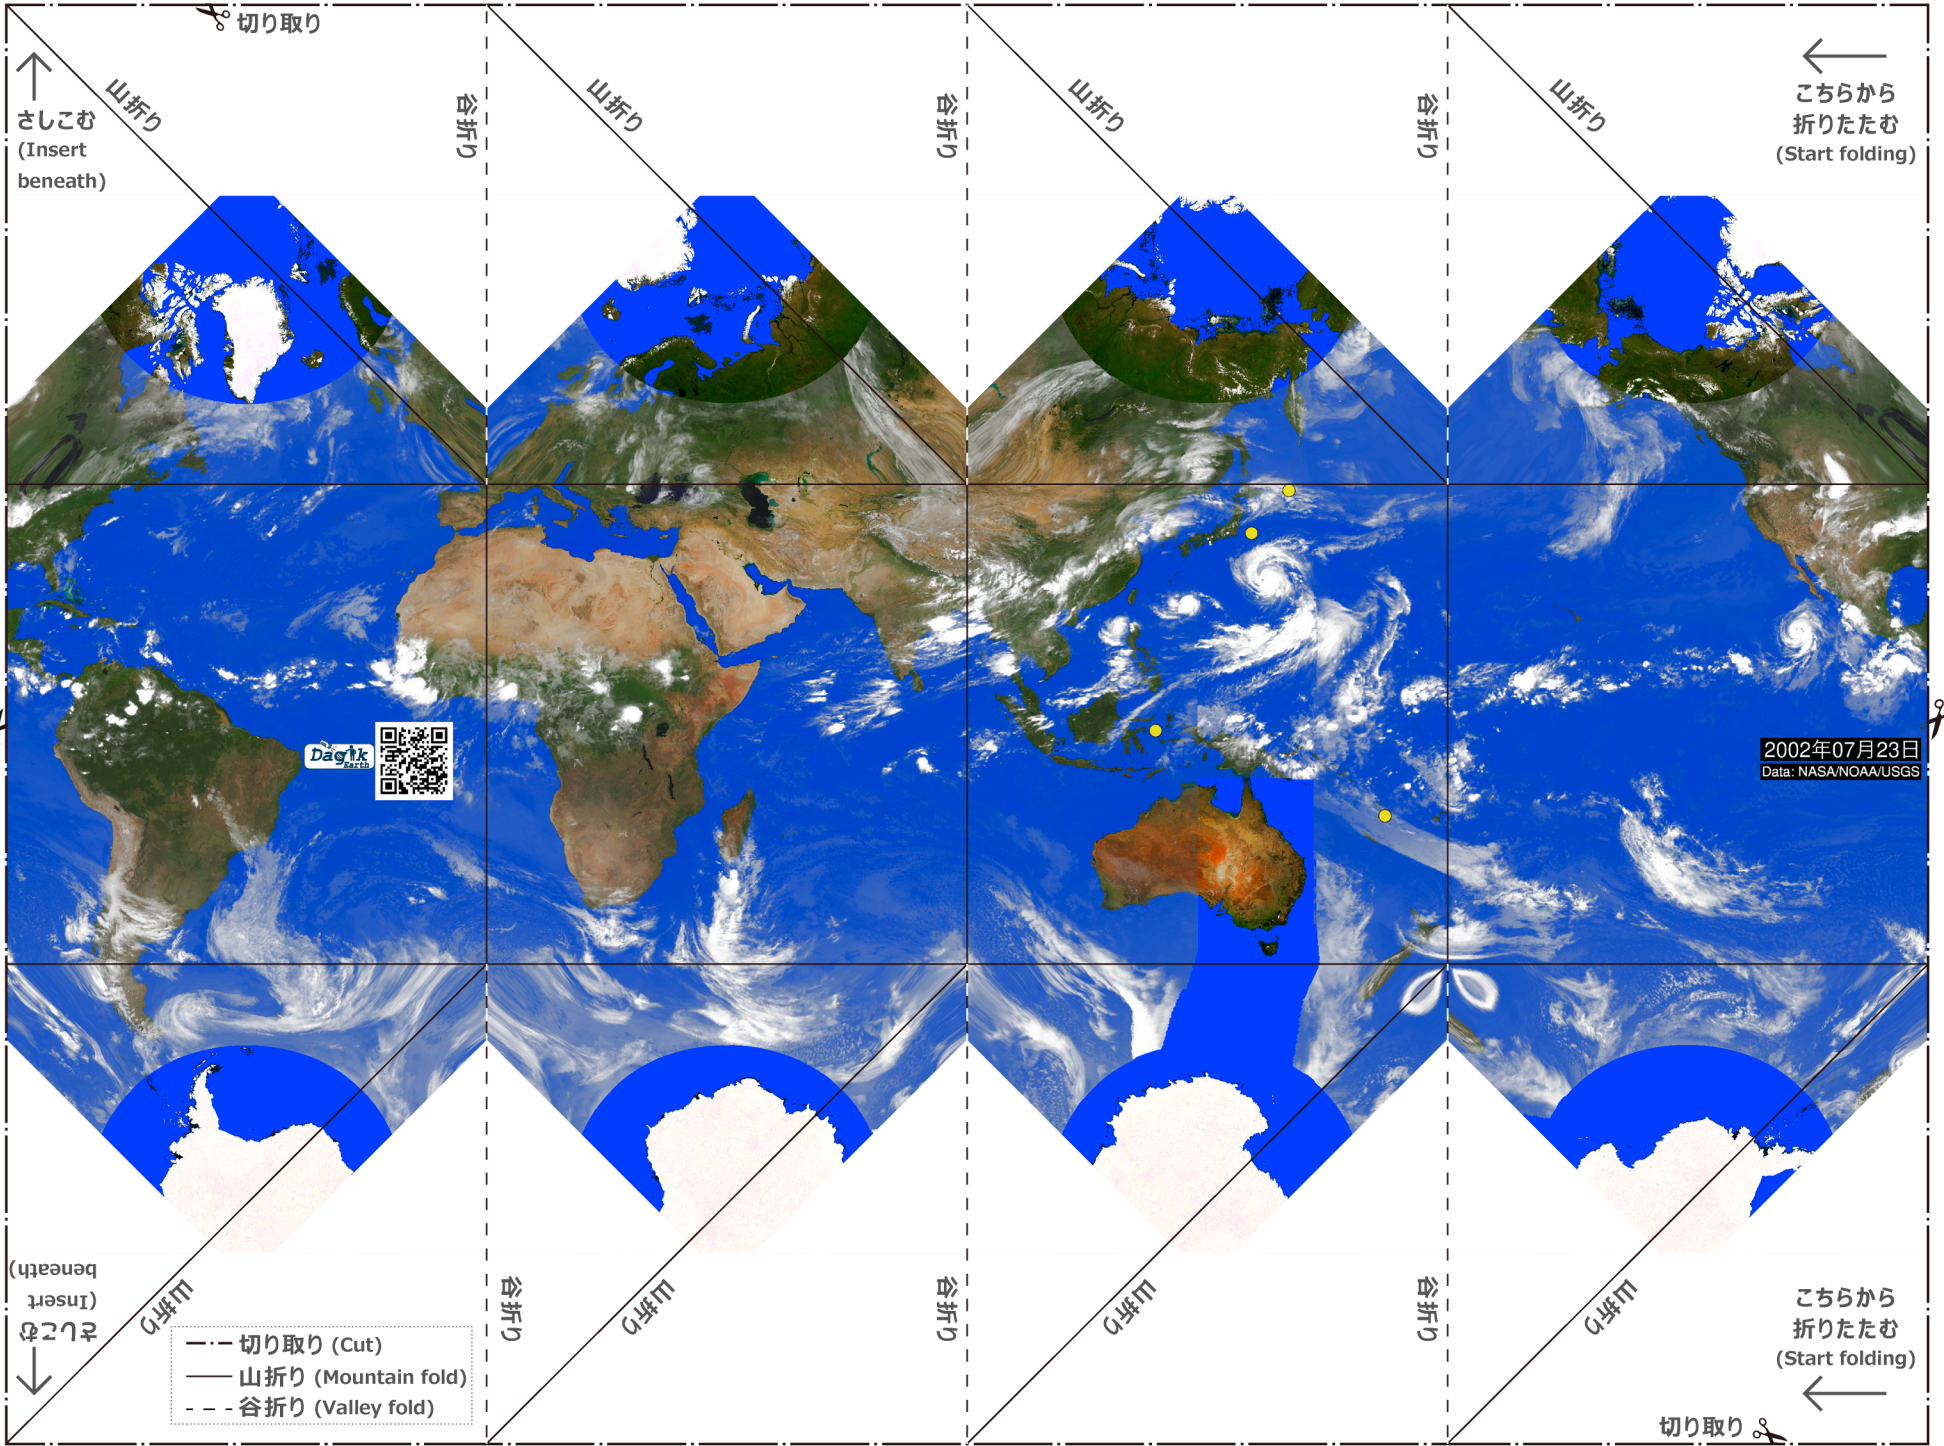 切り取り
山折り
谷折り
山折り
谷折り
山折り
谷折り
山折り
さしこむ
(Insert
beneath)
こちらから
折りたたむ
(Start folding)
Dagik
Earth
2002年07月23日
Data: NASA/NOAA/USGS
さしこむ
(Insert
beneath)
山折り
谷折り
山折り
谷折り
山折り
谷折り
山折り
こちらから
折りたたむ
(Start folding)
切り取り (Cut)
山折り (Mountain fold)
谷折り (Valley fold)
切り取り